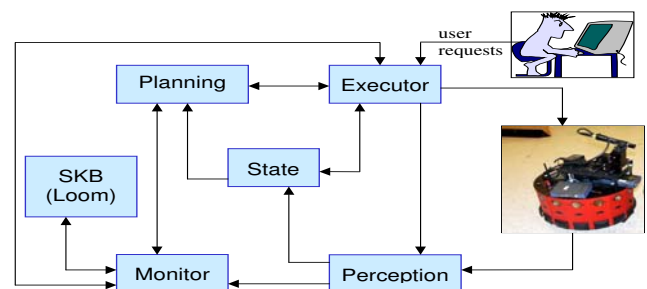 user
requests
Planning
Executor
State
SKB
(Loom)
Monitor
Perception